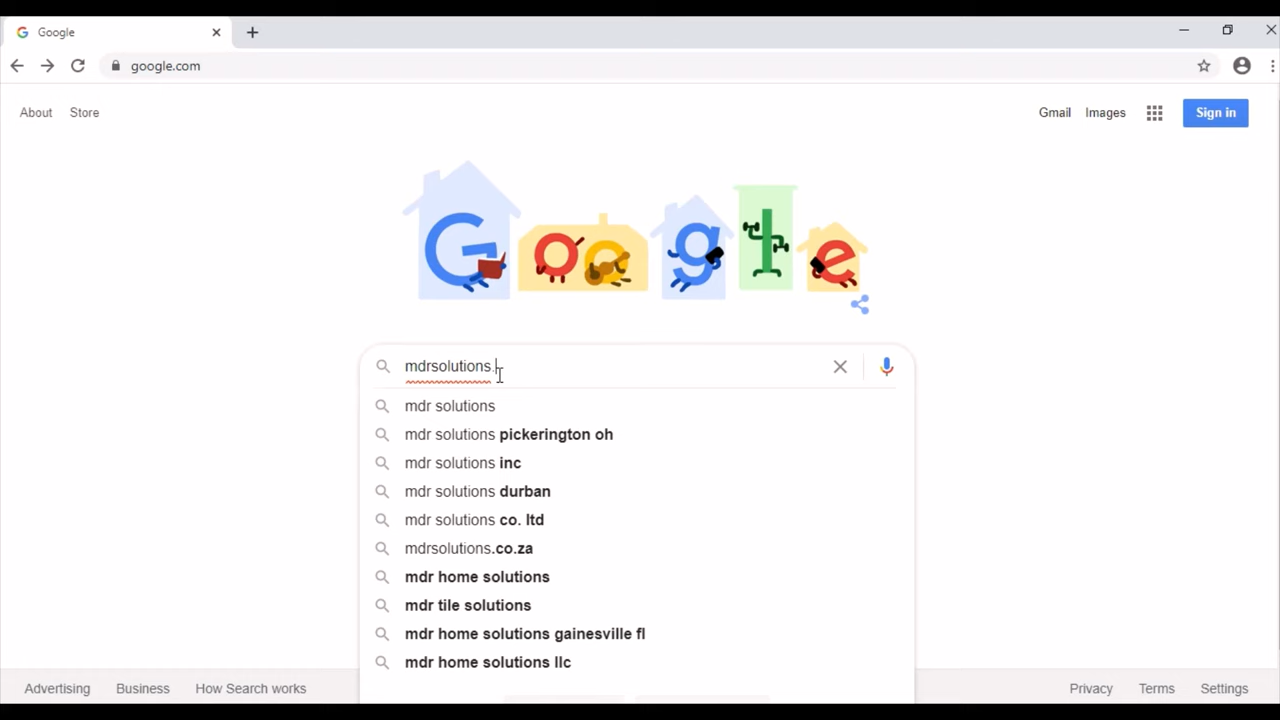 Google
google.com
About Store
Gmail Images Sign in
Google
mdrsolutions.
mdr solutions
mdr solutions pickerington oh
mdr solutions inc
mdr solutions durban
mdr solutions co. ltd
mdrsolutions.co.za
mdr home solutions
mdr tile solutions
mdr home solutions gainesville fl
mdr home solutions llc
Advertising Business How Search works
Privacy Terms Settings